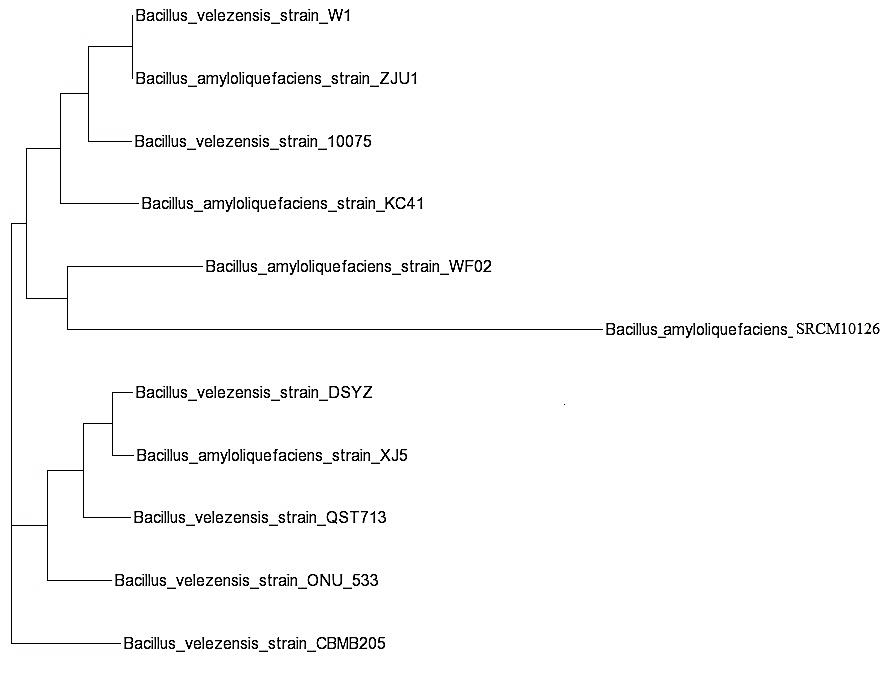 Bacillus_velezensis_strain_W1
Bacillus_amyloliquefaciens_strain_ZJU1
Bacillus_velezensis_strain_10075
Bacillus_amyloliquefaciens_strain_KC41
Bacillus_amyloliquefaciens_strain_WF02
Bacillus_amyloliquefaciens_SRCM10126
Bacillus_velezensis_strain_DSYZ
Bacillus_amyloliquefaciens_strain_XJ5
Bacillus_velezensis_strain_QST713
Bacillus_velezensis_strain_ONU_533
Bacillus_velezensis_strain_CBMB205